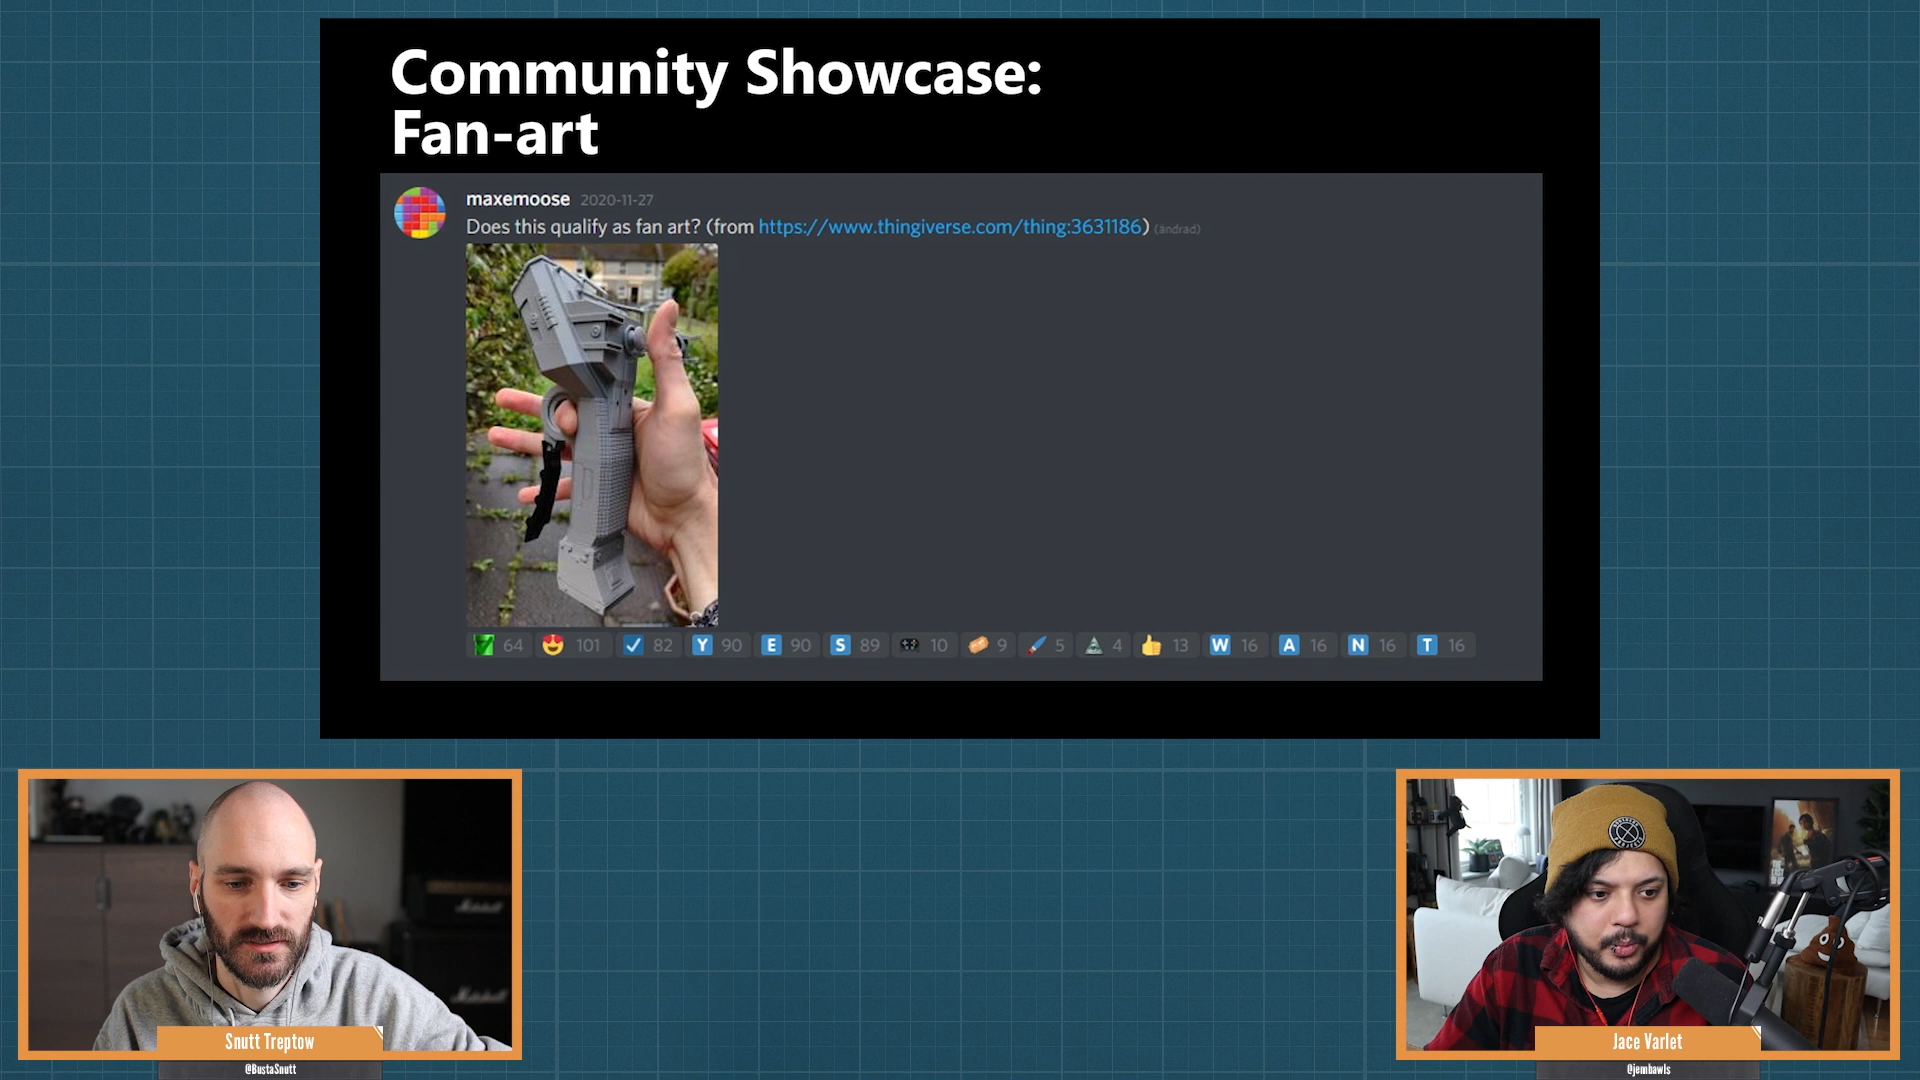 Community Showcase:
Fan-art
maxemoose 2020-11-27
Does this qualify as fan art? (from https://www.thingiverse.com/thing:3631186) (ändrad)
64 101 82 Y 90 E 90 S 89 10 9 5 4 13 W 16 A 16 N 16 T 16
Marshall
Marshall
Snutt Treptow
@BustaSnutt
Jace Varlet
@jembawls